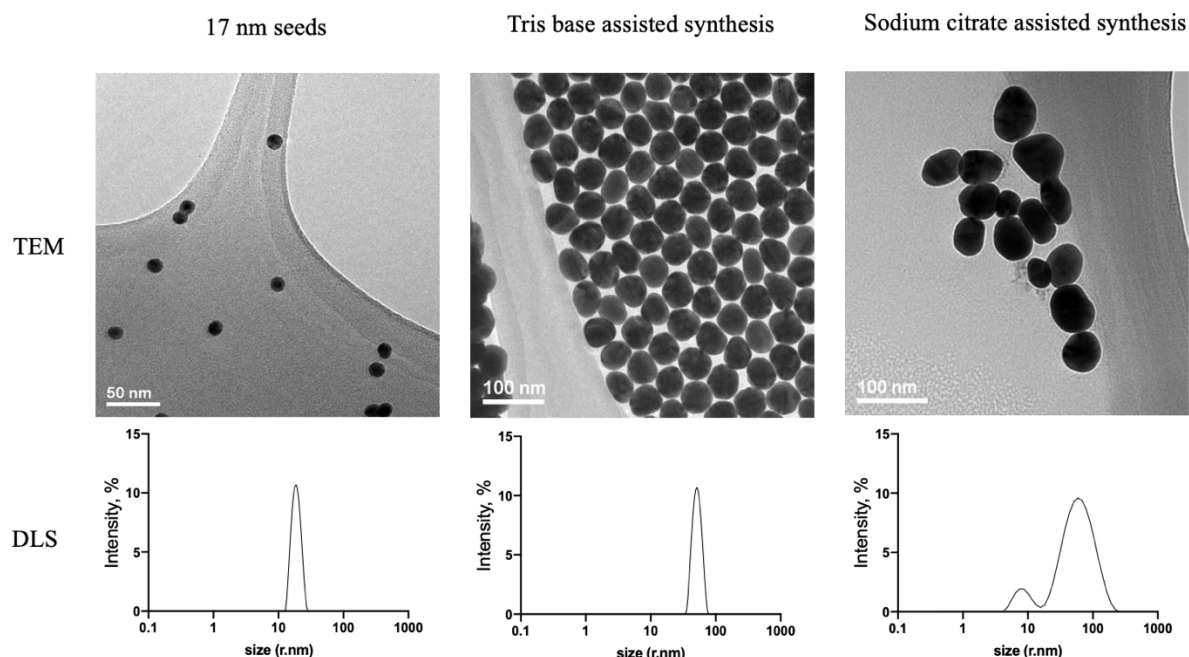 17 nm seeds
Tris base assisted synthesis
Sodium citrate assisted synthesis
TEM
50 nm
100 nm
100 nm
DLS
Intensity, %
15
10
5
0
0.1 1 10 100 1000
size (r.nm)
Intensity, %
15
10
5
0
0.1 1 10 100 1000
size (r.nm)
Intensity, %
15
10
5
0
0.1 1 10 100 1000
size (r.nm)